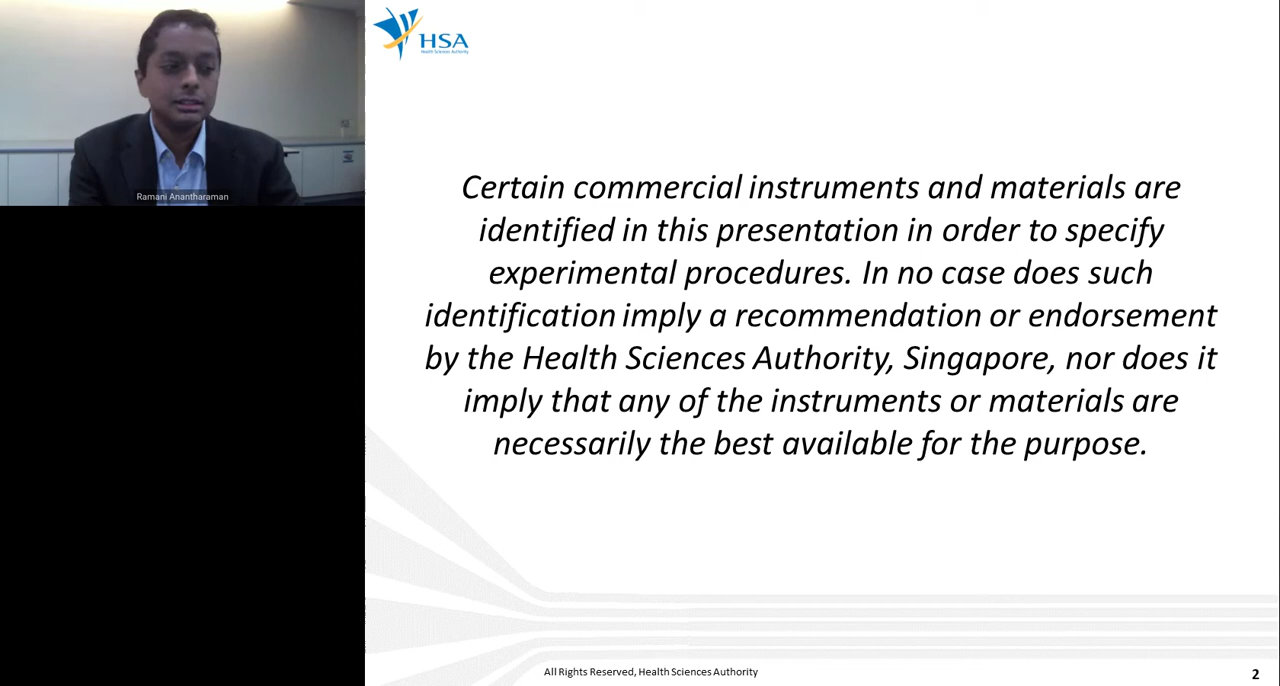 HSA
Health Sciences Authority
Ramani Anantharaman
Certain commercial instruments and materials are
identified in this presentation in order to specify
experimental procedures. In no case does such
identification imply a recommendation or endorsement
by the Health Sciences Authority, Singapore, nor does it
imply that any of the instruments or materials are
necessarily the best available for the purpose.
All Rights Reserved, Health Sciences Authority
2